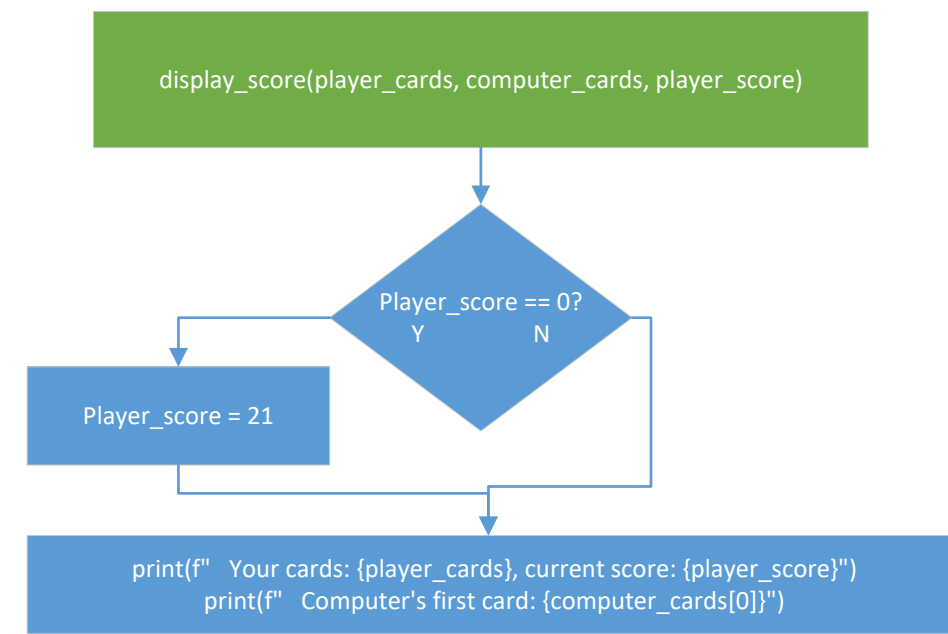 display_score(player_cards, computer_cards, player_score)
Player_score == 0?
Y N
Player_score = 21
print(f"   Your cards: {player_cards}, current score: {player_score}")
print(f"   Computer's first card: {computer_cards[0]}")